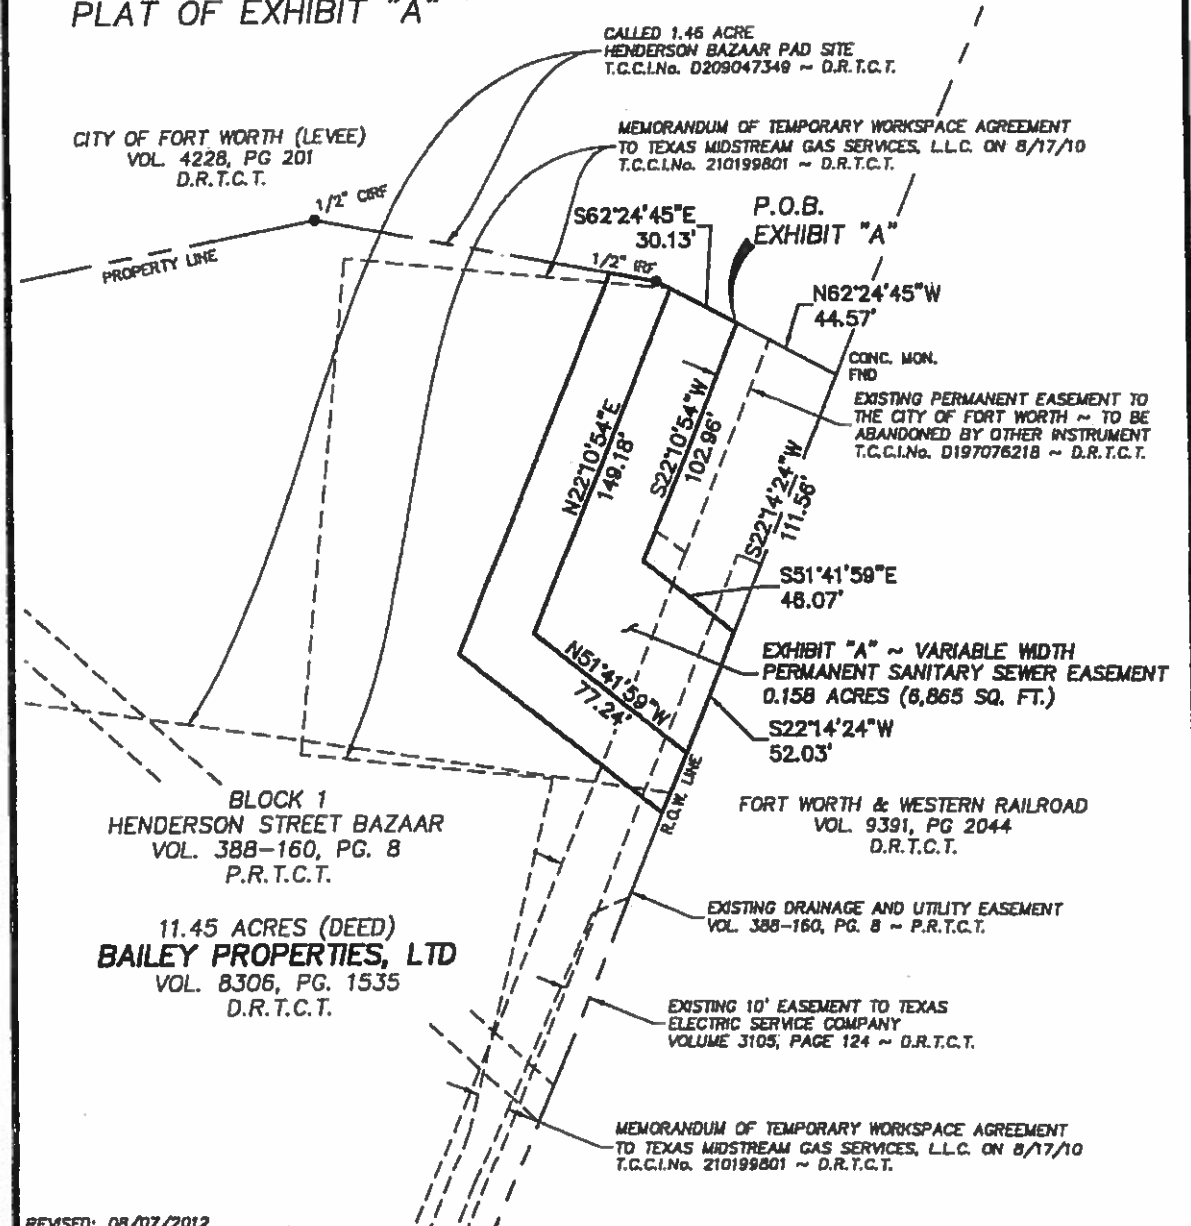 PLAT OF EXHIBIT "A"
CALLED 1.46 ACRE
HENDERSON BAZAAR PAD SITE
T.C.C.I.No. D209047349 ~ D.R.T.C.T.
CITY OF FORT WORTH (LEVEE)
VOL. 4228, PG 201
D.R.T.C.T.
MEMORANDUM OF TEMPORARY WORKSPACE AGREEMENT
TO TEXAS MIDSTREAM GAS SERVICES, L.L.C. ON 8/17/10
T.C.C.I.No. 210199801 ~ D.R.T.C.T.
1/2" CIRF
S62°24'45"E
30.13'
P.O.B.
EXHIBIT "A"
PROPERTY LINE
1/2" IRF
N62°24'45"W
44.57'
CONC. MON.
FND
EXISTING PERMANENT EASEMENT TO
THE CITY OF FORT WORTH ~ TO BE
ABANDONED BY OTHER INSTRUMENT
T.C.C.I.No. D197076218 ~ D.R.T.C.T.
N22°10'54"E
149.18'
S22°10'54"W
102.96'
S22°14'24"W
111.56'
S51°41'59"E
46.07'
EXHIBIT "A" ~ VARIABLE WIDTH
PERMANENT SANITARY SEWER EASEMENT
0.158 ACRES (6,865 SQ. FT.)
N51°41'59"W
77.24'
S22°14'24"W
52.03'
R.O.W. LINE
BLOCK 1
HENDERSON STREET BAZAAR
VOL. 388-160, PG. 8
P.R.T.C.T.
FORT WORTH & WESTERN RAILROAD
VOL. 9391, PG 2044
D.R.T.C.T.
11.45 ACRES (DEED)
BAILEY PROPERTIES, LTD
VOL. 8306, PG. 1535
D.R.T.C.T.
EXISTING DRAINAGE AND UTILITY EASEMENT
VOL. 388-160, PG. 8 ~ P.R.T.C.T.
EXISTING 10' EASEMENT TO TEXAS
ELECTRIC SERVICE COMPANY
VOLUME 3105, PAGE 124 ~ D.R.T.C.T.
MEMORANDUM OF TEMPORARY WORKSPACE AGREEMENT
TO TEXAS MIDSTREAM GAS SERVICES, L.L.C. ON 8/17/10
T.C.C.I.No. 210199801 ~ D.R.T.C.T.
REVISED: 08/07/2012